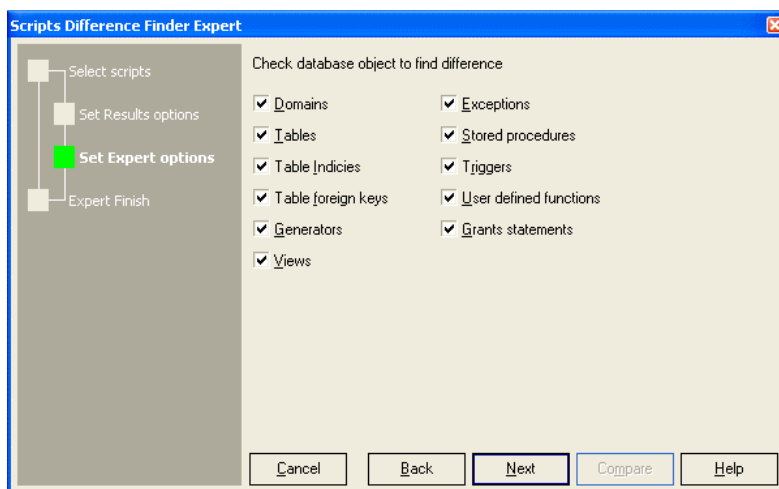 Scripts Difference Finder Expert
Select scripts
Set Results options
Set Expert options
Expert Finish
Check database object to find difference
Domains
Tables
Table Indicies
Table foreign keys
Generators
Views
Exceptions
Stored procedures
Triggers
User defined functions
Grants statements
Cancel
Back
Next
Compare
Help